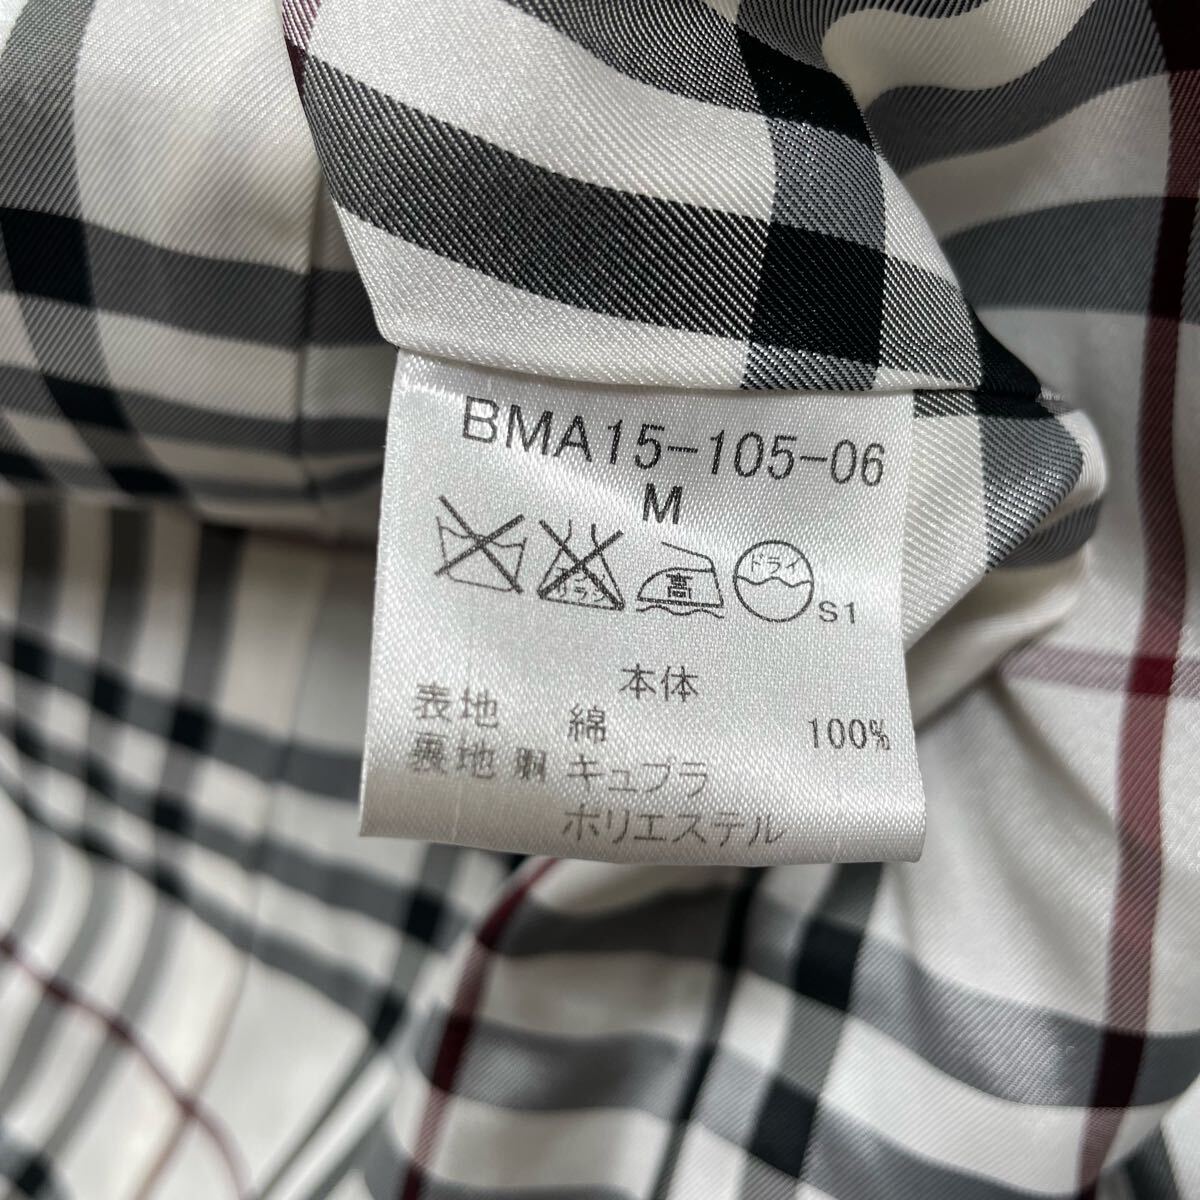 BMA15-105-06
M
高 ドライ S1
本体
表地 綿 100%
裏地 胴 キュプラ
ポリエステル